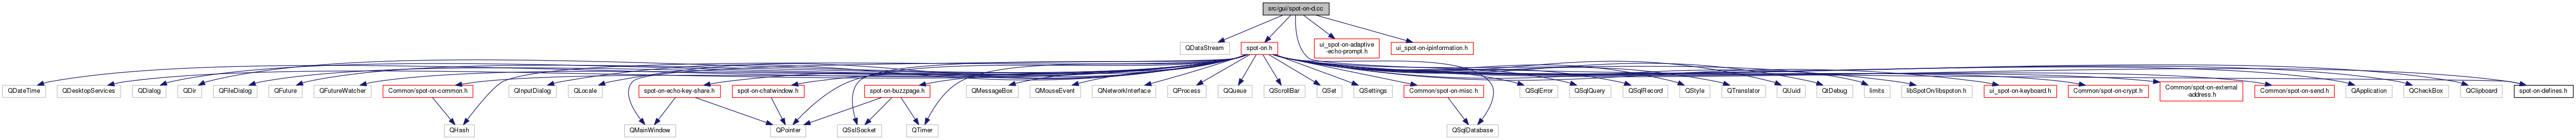 src/gui/spot-on-d.cc
QDataStream
spot-on.h
ui_spot-on-adaptive
-echo-prompt.h
ui_spot-on-ipinformation.h
QDateTime
QDesktopServices
QDialog
QDir
QFileDialog
QFuture
QFutureWatcher
Common/spot-on-common.h
QInputDialog
QLocale
spot-on-echo-key-share.h
spot-on-chatwindow.h
spot-on-buzzpage.h
QMessageBox
QMouseEvent
QNetworkInterface
QProcess
QQueue
QScrollBar
QSet
QSettings
Common/spot-on-misc.h
QSqlError
QSqlQuery
QSqlRecord
QStyle
QTranslator
QUuid
QtDebug
limits
libSpotOn/libspoton.h
ui_spot-on-keyboard.h
Common/spot-on-crypt.h
Common/spot-on-external
-address.h
Common/spot-on-send.h
QApplication
QCheckBox
QClipboard
spot-on-defines.h
QHash
QMainWindow
QPointer
QSslSocket
QTimer
QSqlDatabase